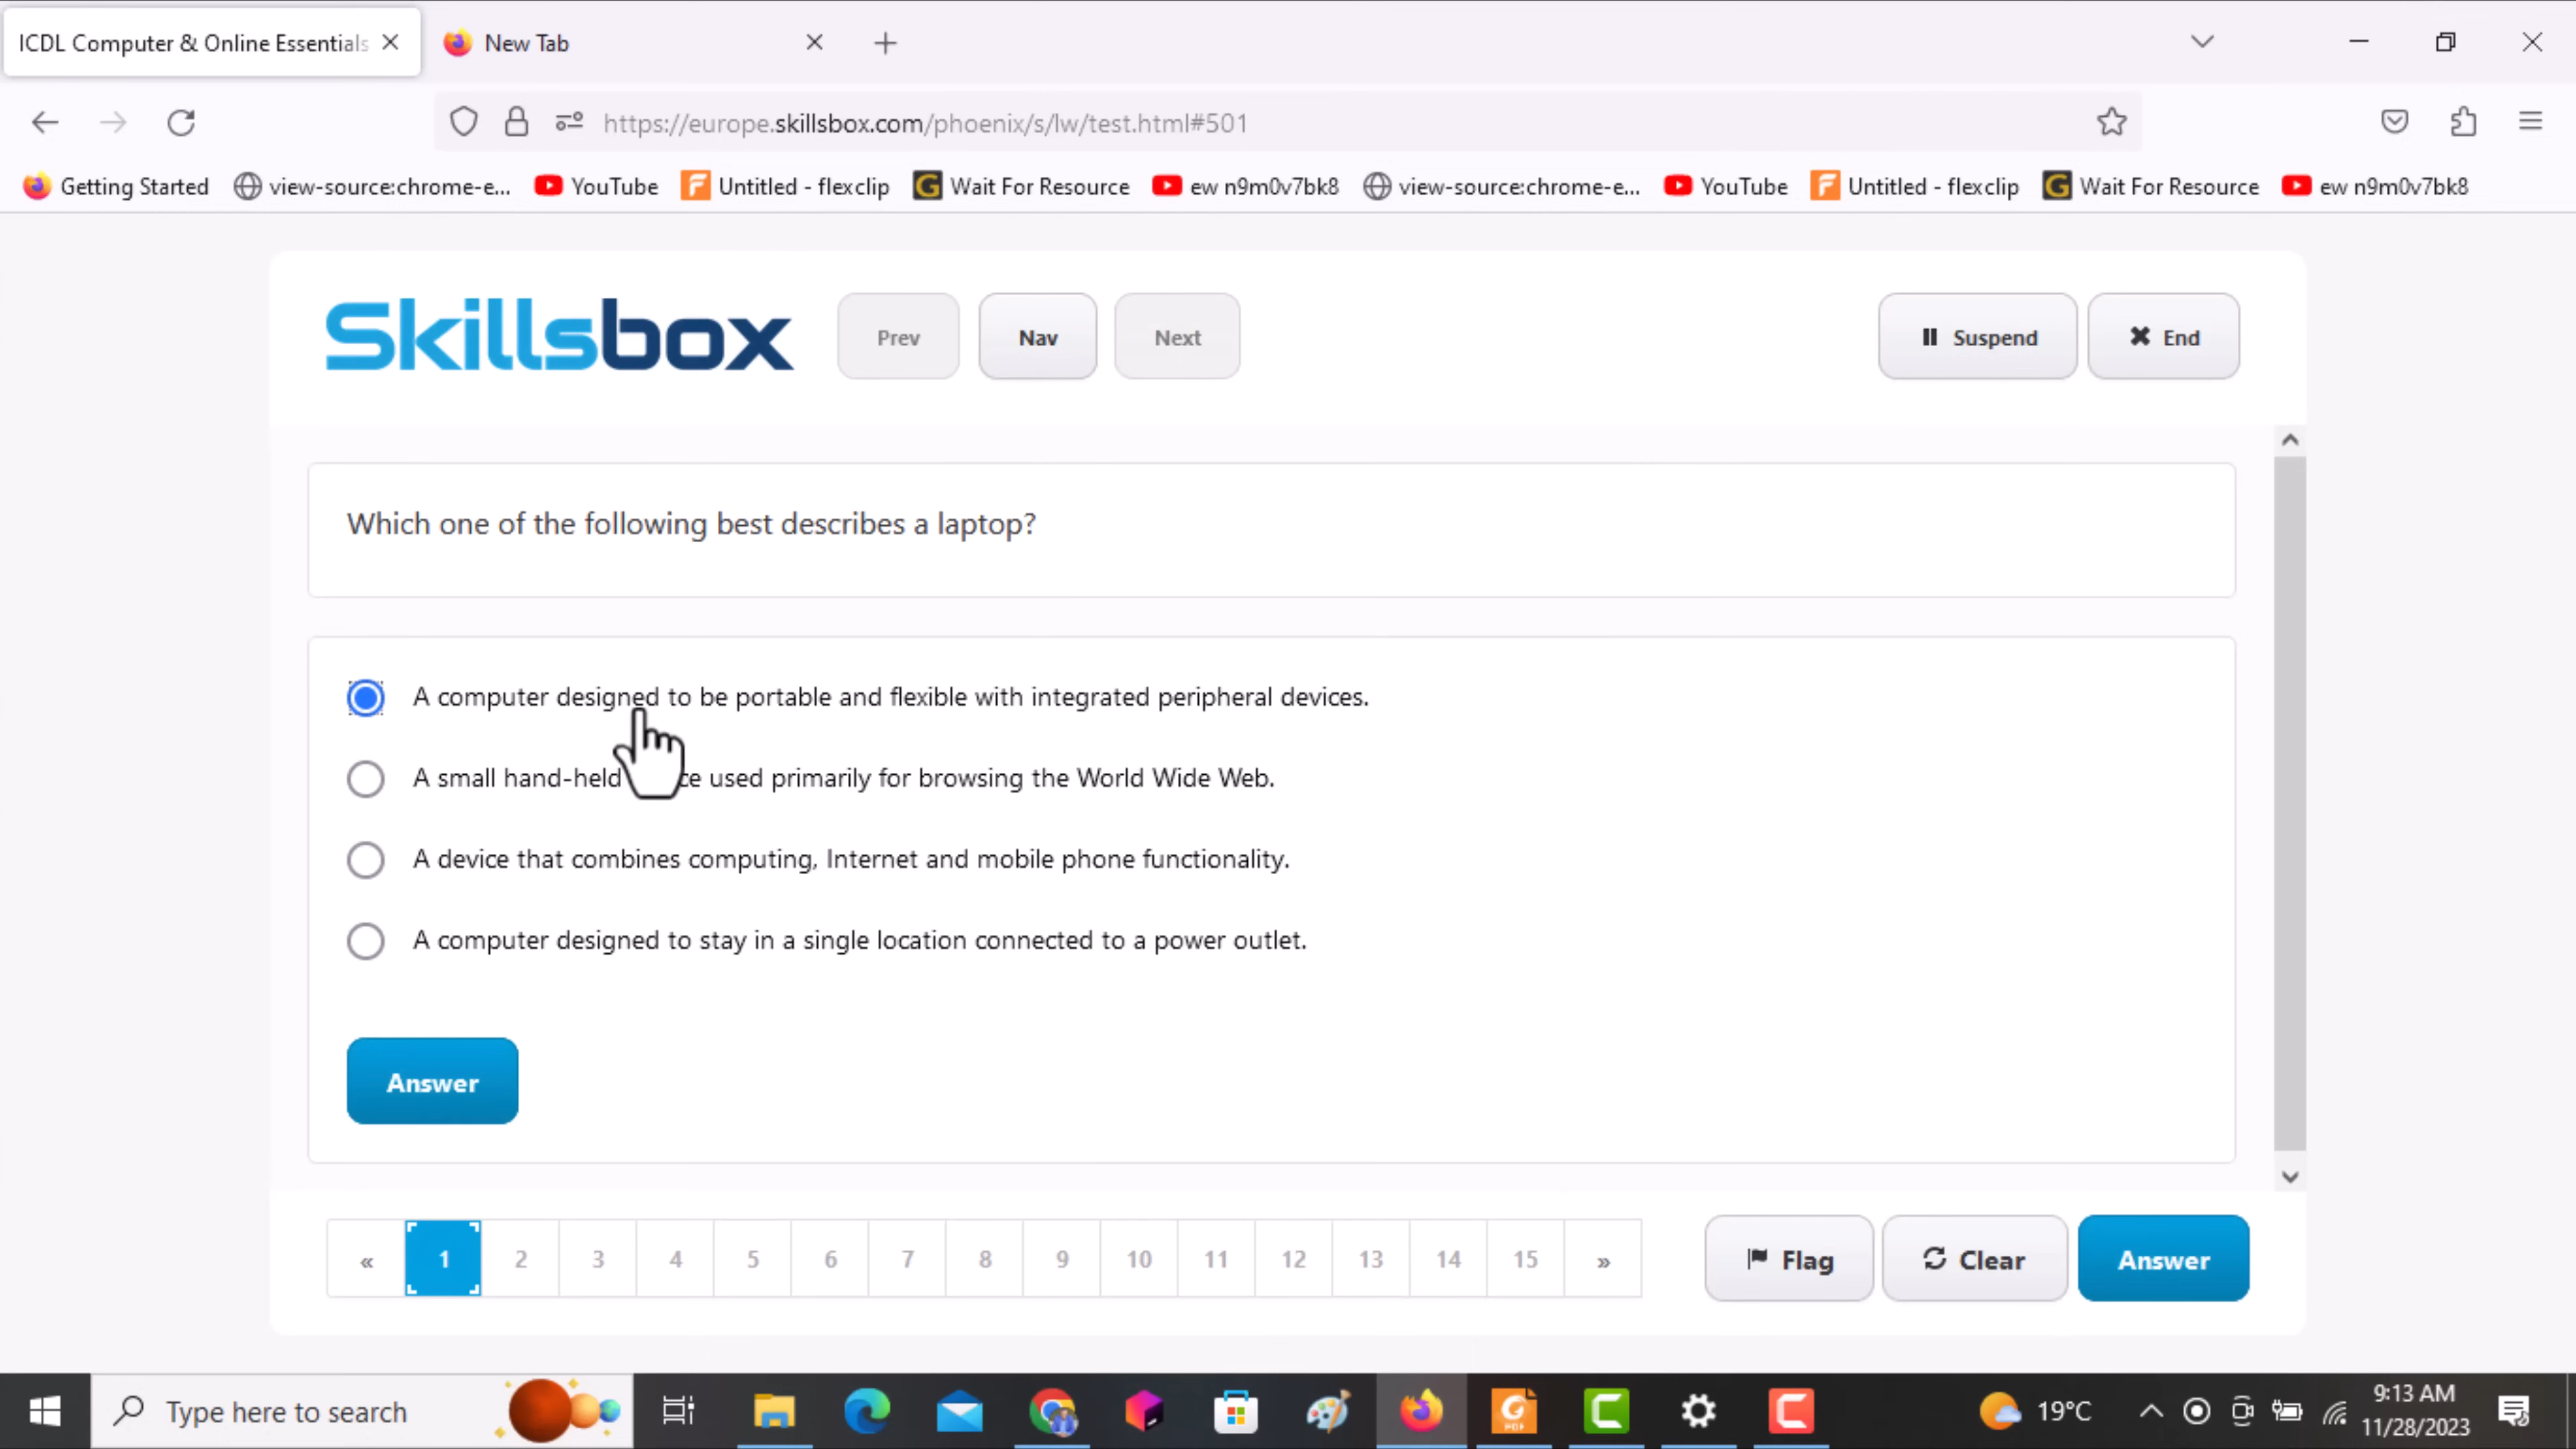 ICDL Computer & Online Essentials
New Tab
https://europe.skillsbox.com/phoenix/s/lw/test.html#501
Getting Started
view-source:chrome-e...
YouTube
Untitled - flexclip
Wait For Resource
ew n9m0v7bk8
view-source:chrome-e...
YouTube
Untitled - flexclip
Wait For Resource
ew n9m0v7bk8
Skillsbox
Prev
Nav
Next
Suspend
End
Which one of the following best describes a laptop?
A computer designed to be portable and flexible with integrated peripheral devices.
A small hand-held ce used primarily for browsing the World Wide Web.
A device that combines computing, Internet and mobile phone functionality.
A computer designed to stay in a single location connected to a power outlet.
Answer
« 1 2 3 4 5 6 7 8 9 10 11 12 13 14 15 »
Flag
Clear
Answer
Type here to search
19°C
9:13 AM
11/28/2023